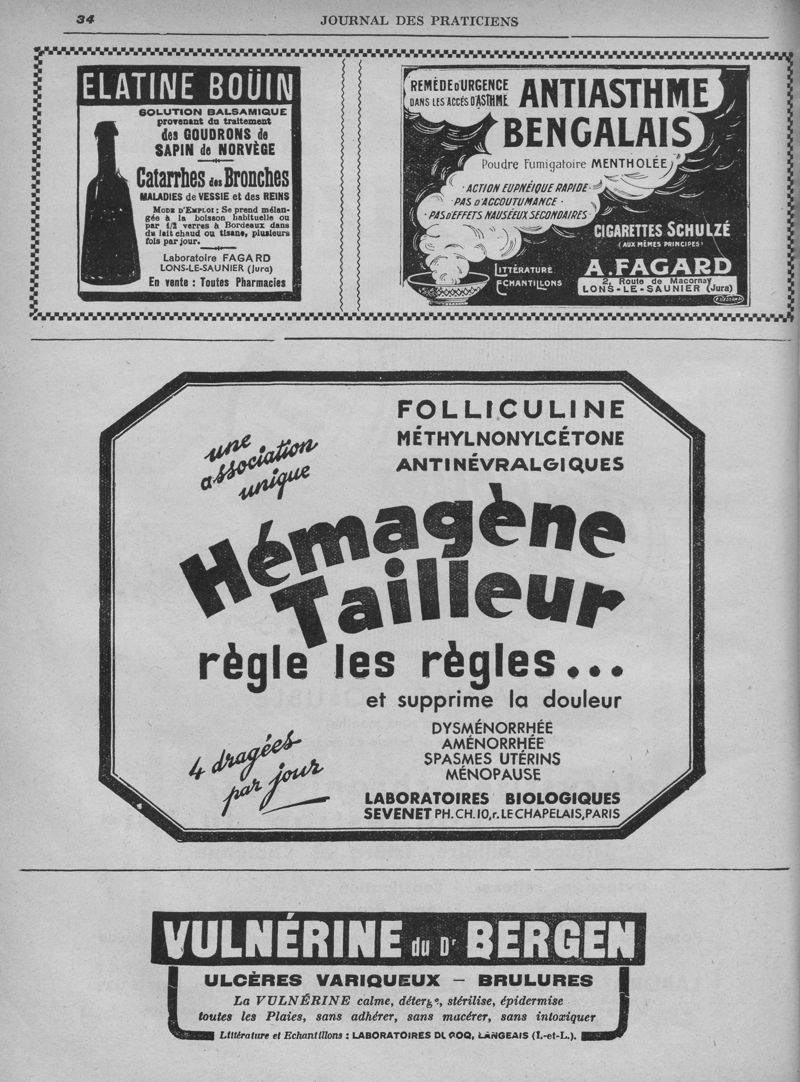 34
JOURNAL DES PRATICIENS
ELATINE BOÜIN
SOLUTION BALSAMIQUE
provenant du traitement
des GOUDRONS de
SAPIN de NORVÈGE
Catarrhes des Bronches
MALADIES de VESSIE et des REINS
MODE D'EMPLOI : Se prend mélan-
gée à la boisson habituelle ou
par 1/2 verres à Bordeaux dans
du lait chaud ou tisane, plusieurs
fois par jour.
Laboratoire FAGARD
LONS-LE-SAUNIER (Jura)
En vente : Toutes Pharmacies
REMÈDE D'URGENCE
DANS LES ACCÈS D'ASTHME
ANTIASTHME
BENGALAIS
Poudre Fumigatoire MENTHOLÉE
· ACTION EUPNÉIQUE RAPIDE ·
· PAS D'ACCOUTUMANCE ·
· PAS D'EFFETS NAUSÉEUX SECONDAIRES ·
CIGARETTES SCHULZÉ
(AUX MÊMES PRINCIPES)
LITTÉRATURE
ECHANTILLONS
A. FAGARD
2, Route de Macornay
LONS-LE-SAUNIER (Jura)
une
association
unique
FOLLICULINE
MÉTHYLNONYLCÉTONE
ANTINÉVRALGIQUES
Hémagène
Tailleur
règle les règles...
et supprime la douleur
4 dragées
par jour
DYSMÉNORRHÉE
AMÉNORRHÉE
SPASMES UTÉRINS
MÉNOPAUSE
LABORATOIRES BIOLOGIQUES
SEVENET PH. CH. 10, r. LE CHAPELAIS, PARIS
VULNÉRINE du Dr BERGEN
ULCÈRES VARIQUEUX – BRULURES
La VULNÉRINE calme, stérilise, épidermise
toutes les Plaies, sans adhérer, sans macérer, sans intoxiquer
Littérature et Echantillons : LABORATOIRES LANGEAIS (I.-et-L.).